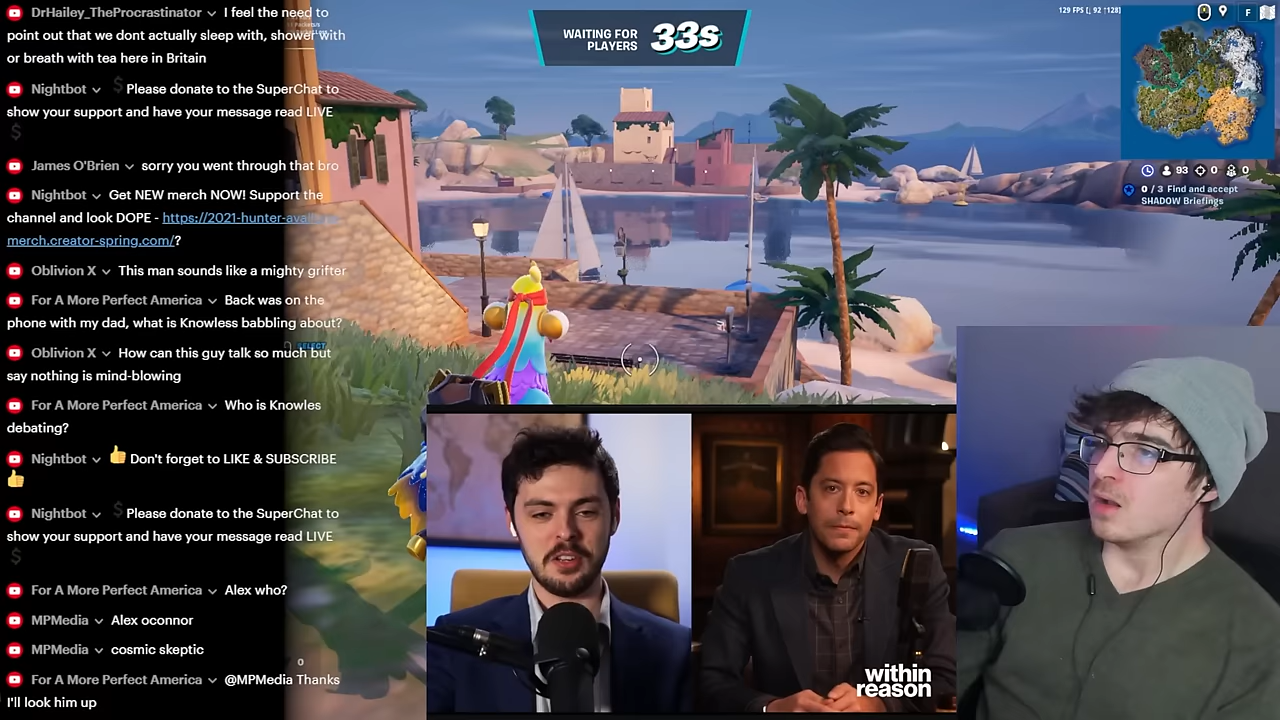 DrHailey_TheProcrastinator I feel the need to
point out that we dont actually sleep with, shower with
or breath with tea here in Britain
Nightbot $ Please donate to the SuperChat to
show your support and have your message read LIVE
$
James O'Brien sorry you went through that bro
Nightbot Get NEW merch NOW! Support the
channel and look DOPE - https://2021-hunter-avall
merch.creator-spring.com/?
Oblivion X This man sounds like a mighty grifter
For A More Perfect America Back was on the
phone with my dad, what is Knowless babbling about?
Oblivion X How can this guy talk so much but
say nothing is mind-blowing
For A More Perfect America Who is Knowles
debating?
Nightbot 👍 Don't forget to LIKE & SUBSCRIBE
👍
Nightbot $ Please donate to the SuperChat to
show your support and have your message read LIVE
$
For A More Perfect America Alex who?
MPMedia Alex oconnor
MPMedia cosmic skeptic
For A More Perfect America @MPMedia Thanks
I'll look him up
0
SELECT
WAITING FOR
PLAYERS
33s
129 FPS [↓ 92 ↑128]
F
93 0 0
0 / 3 Find and accept
SHADOW Briefings
within
reason